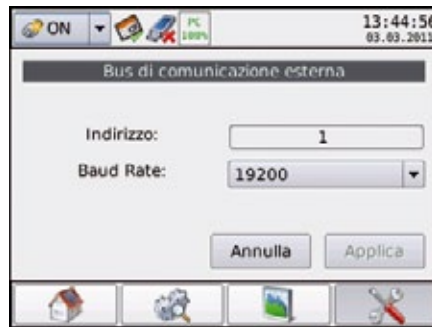 ON PC 100% 13:44:56
03.03.2011
Bus di comunicazione esterna
Indirizzo: 1
Baud Rate: 19200
Annulla Applica